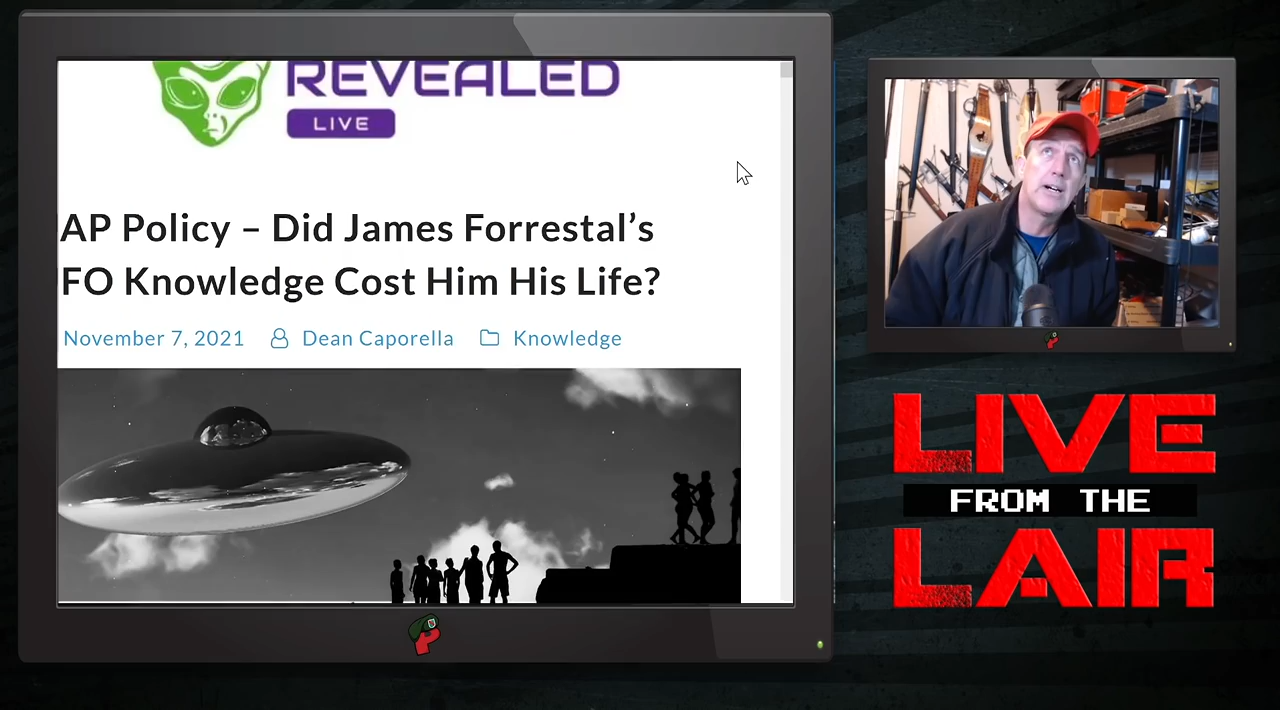 REVEALED
LIVE
AP Policy – Did James Forrestal's
FO Knowledge Cost Him His Life?
November 7, 2021 Dean Caporella Knowledge
LIVE
FROM THE
LAIR